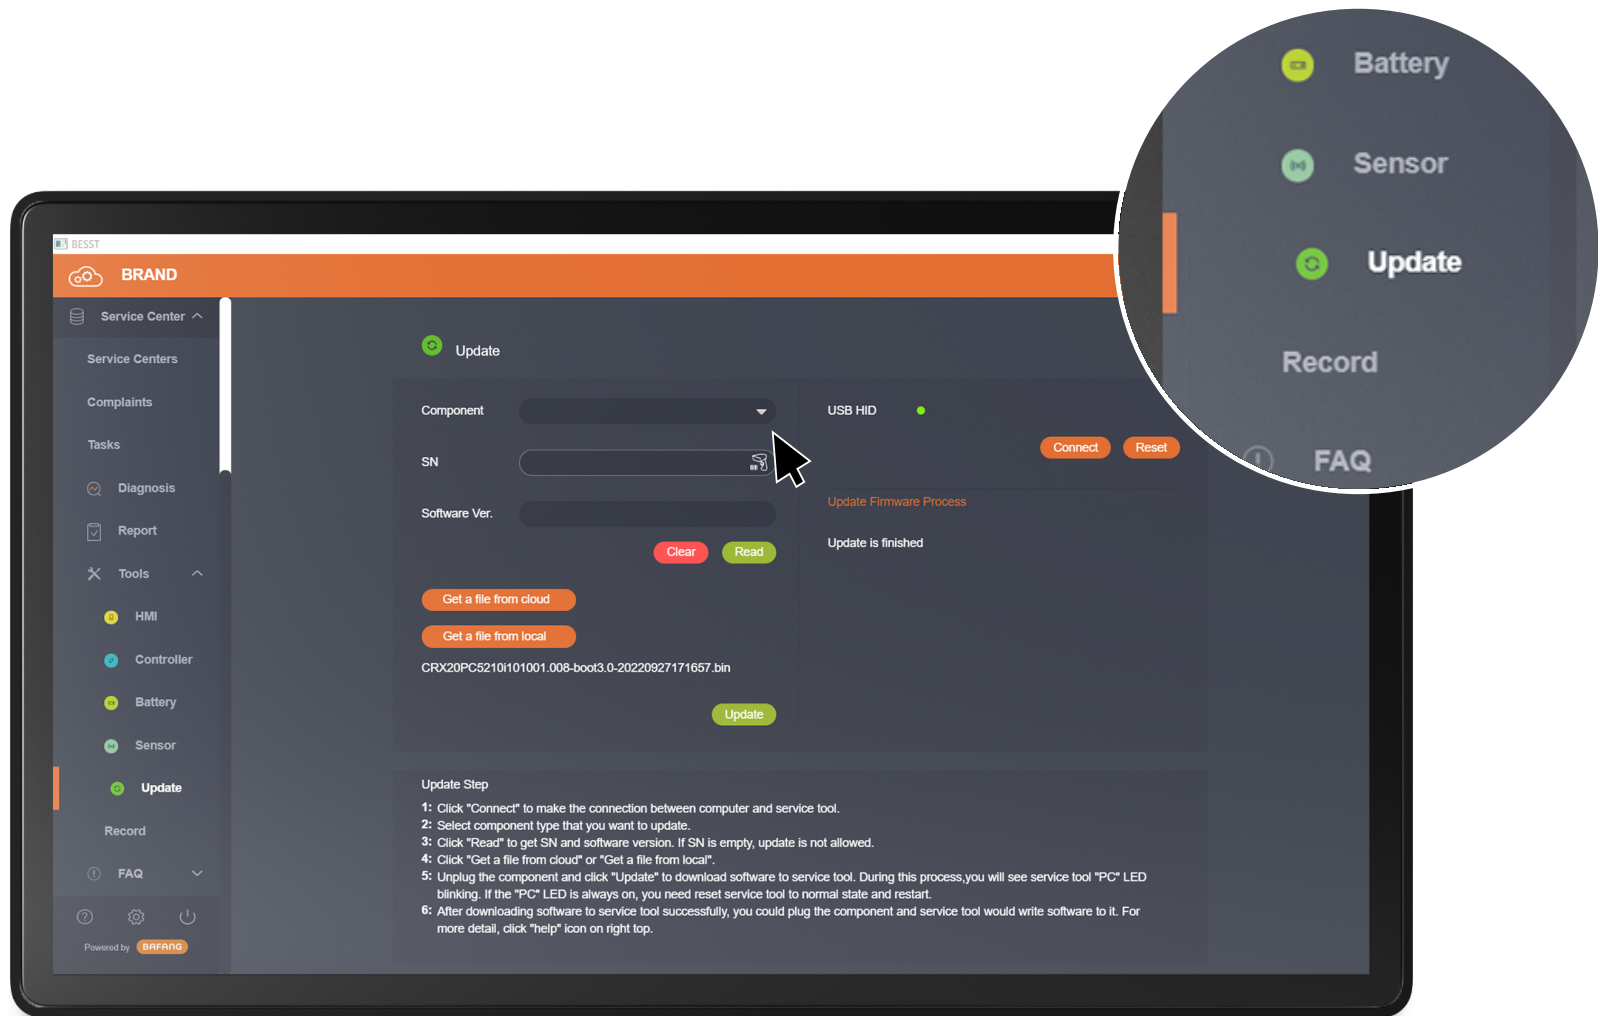 Battery
Sensor
Update
Record
FAQ
BESST
BRAND
Service Center
Service Centers
Complaints
Tasks
Diagnosis
Report
Tools
HMI
Controller
Battery
Sensor
Update
Record
FAQ
Powered by BAFANG
Update
Component
SN
Software Ver.
Clear Read
Get a file from cloud
Get a file from local
CRX20PC5210i101001.008-boot3.0-20220927171657.bin
Update
USB HID
Connect Reset
Update Firmware Process
Update is finished
Update Step
1: Click "Connect" to make the connection between computer and service tool.
2: Select component type that you want to update.
3: Click "Read" to get SN and software version. If SN is empty, update is not allowed.
4: Click "Get a file from cloud" or "Get a file from local".
5: Unplug the component and click "Update" to download software to service tool. During this process,you will see service tool "PC" LED
blinking. If the "PC" LED is always on, you need reset service tool to normal state and restart.
6: After downloading software to service tool successfully, you could plug the component and service tool would write software to it. For
more detail, click "help" icon on right top.